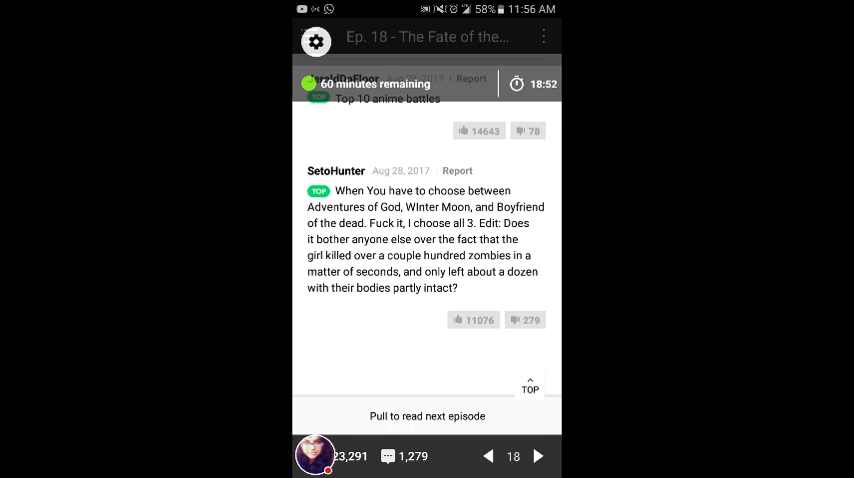 58% 11:56 AM
Ep. 18 - The Fate of the...
JeraldDaFloor Aug 28, 2017 Report
60 minutes remaining 18:52
TOP Top 10 anime battles
14643 78
SetoHunter Aug 28, 2017 Report
TOP When You have to choose between
Adventures of God, WInter Moon, and Boyfriend
of the dead. Fuck it, I choose all 3. Edit: Does
it bother anyone else over the fact that the
girl killed over a couple hundred zombies in a
matter of seconds, and only left about a dozen
with their bodies partly intact?
11076 279
TOP
Pull to read next episode
23,291 1,279 18